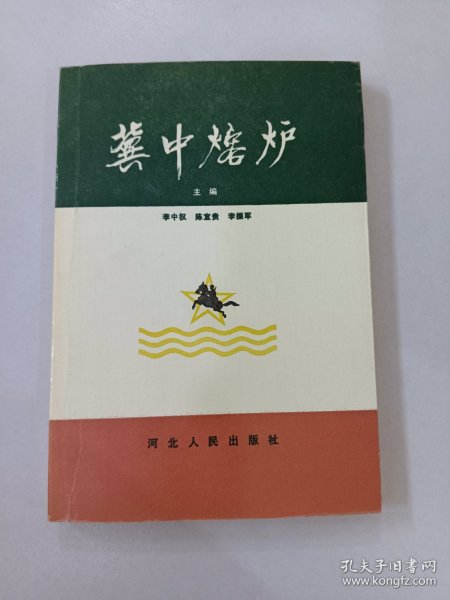 冀中熔炉
主编
李中权 陈宜贵 李振军
河北人民出版社
孔夫子旧书网
www.kongfz.com